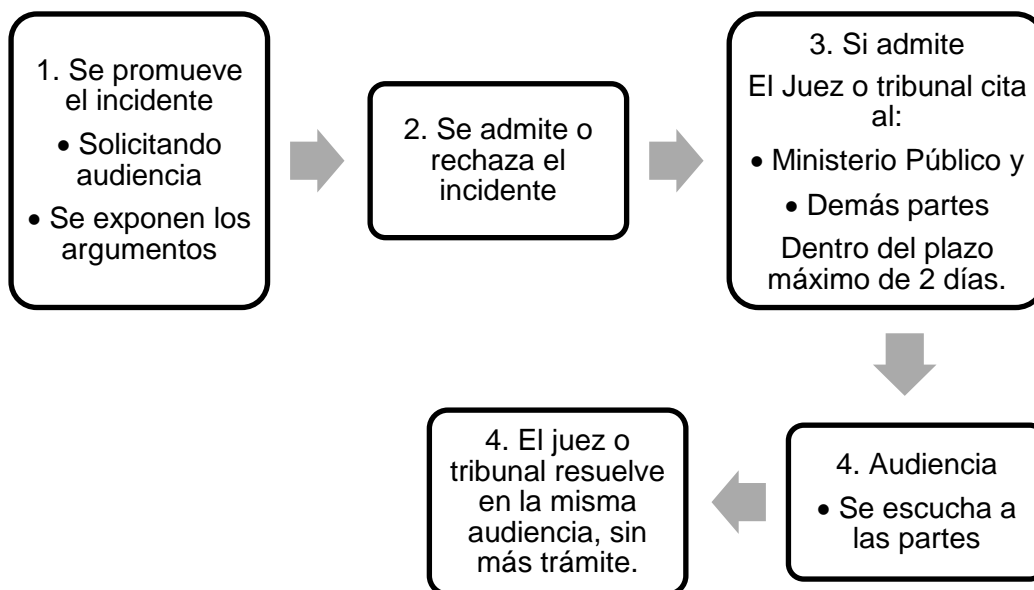 1. Se promueve
el incidente
• Solicitando
audiencia
• Se exponen los
argumentos
2. Se admite o
rechaza el
incidente
3. Si admite
El Juez o tribunal cita
al:
• Ministerio Público y
• Demás partes
Dentro del plazo
máximo de 2 días.
4. Audiencia
• Se escucha a
las partes
4. El juez o
tribunal resuelve
en la misma
audiencia, sin
más trámite.